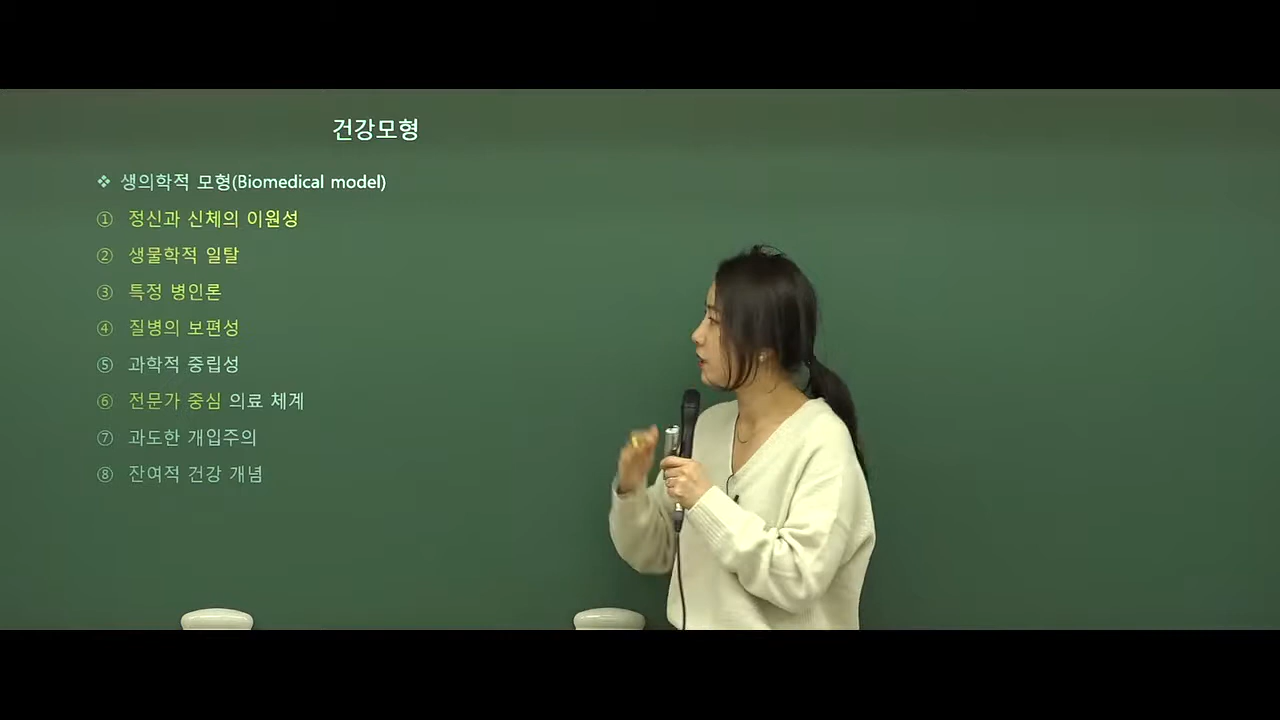 건강모형
❖ 생의학적 모형(Biomedical model)
① 정신과 신체의 이원성
② 생물학적 일탈
③ 특정 병인론
④ 질병의 보편성
⑤ 과학적 중립성
⑥ 전문가 중심 의료 체계
⑦ 과도한 개입주의
⑧ 잔여적 건강 개념